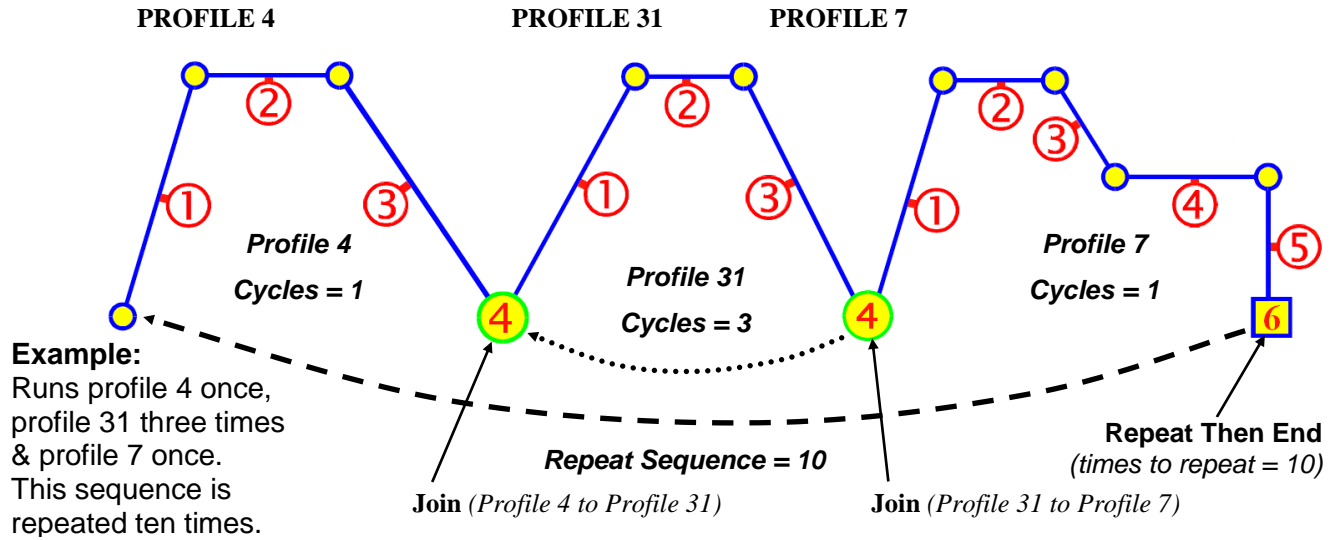 PROFILE 4 PROFILE 31 PROFILE 7
② ② ②
③
① ③ ① ③ ① ④
⑤
Profile 4
Cycles = 1
Profile 31
Cycles = 3
Profile 7
Cycles = 1
4 4 6
Example:
Runs profile 4 once,
profile 31 three times
& profile 7 once.
This sequence is
repeated ten times.
Repeat Sequence = 10
Join (Profile 4 to Profile 31)
Join (Profile 31 to Profile 7)
Repeat Then End
(times to repeat = 10)